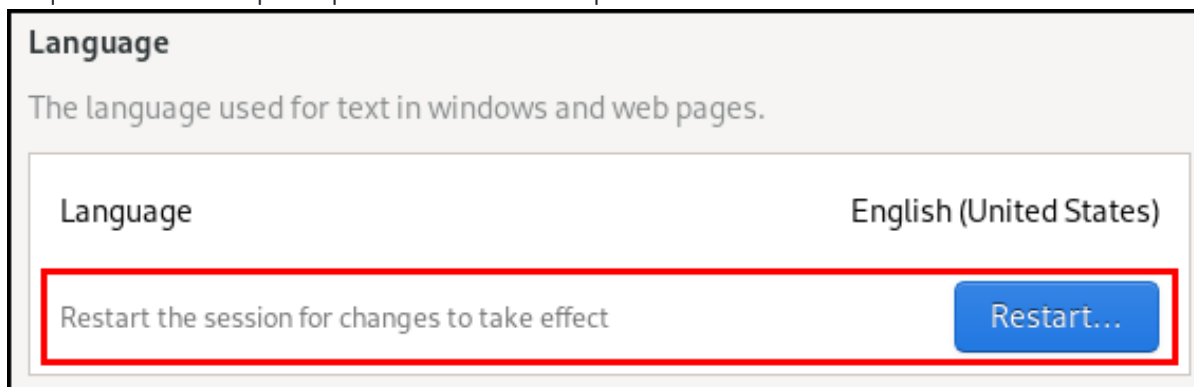 Language
The language used for text in windows and web pages.
Language English (United States)
Restart the session for changes to take effect Restart...